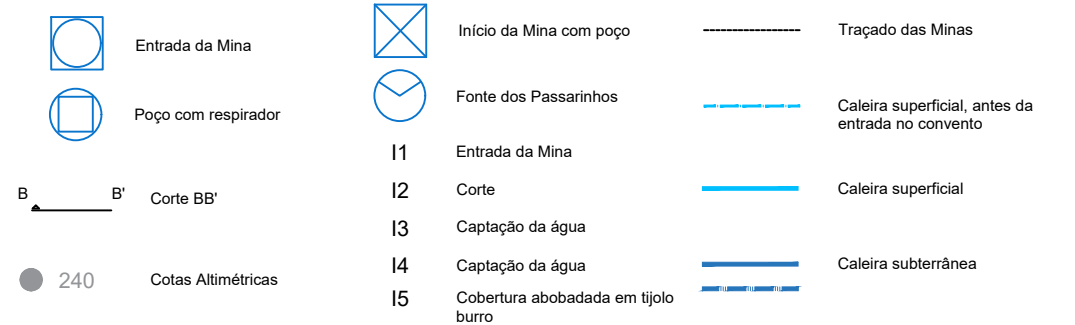 Entrada da Mina
Poço com respirador
B B' Corte BB'
240 Cotas Altimétricas
Início da Mina com poço
Fonte dos Passarinhos
I1 Entrada da Mina
I2 Corte
I3 Captação da água
I4 Captação da água
I5 Cobertura abobadada em tijolo
burro
Traçado das Minas
Caleira superficial, antes da
entrada no convento
Caleira superficial
Caleira subterrânea